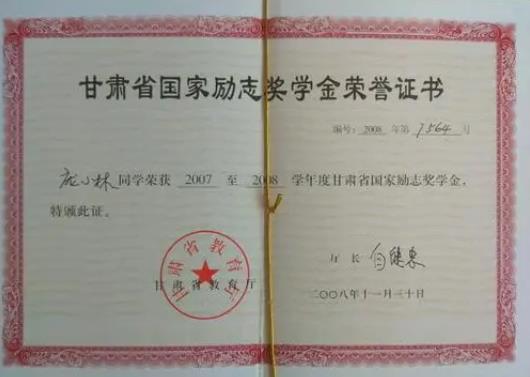 甘肃省国家励志奖学金荣誉证书
编号: 2008 年第 7564 号
庞小林同学荣获 2007 至 2008 学年度甘肃省国家励志奖学金,
特颁此证。
甘肃省教育厅
甘肃省教育厅
厅长 白继忠
二〇〇八年十一月三十日